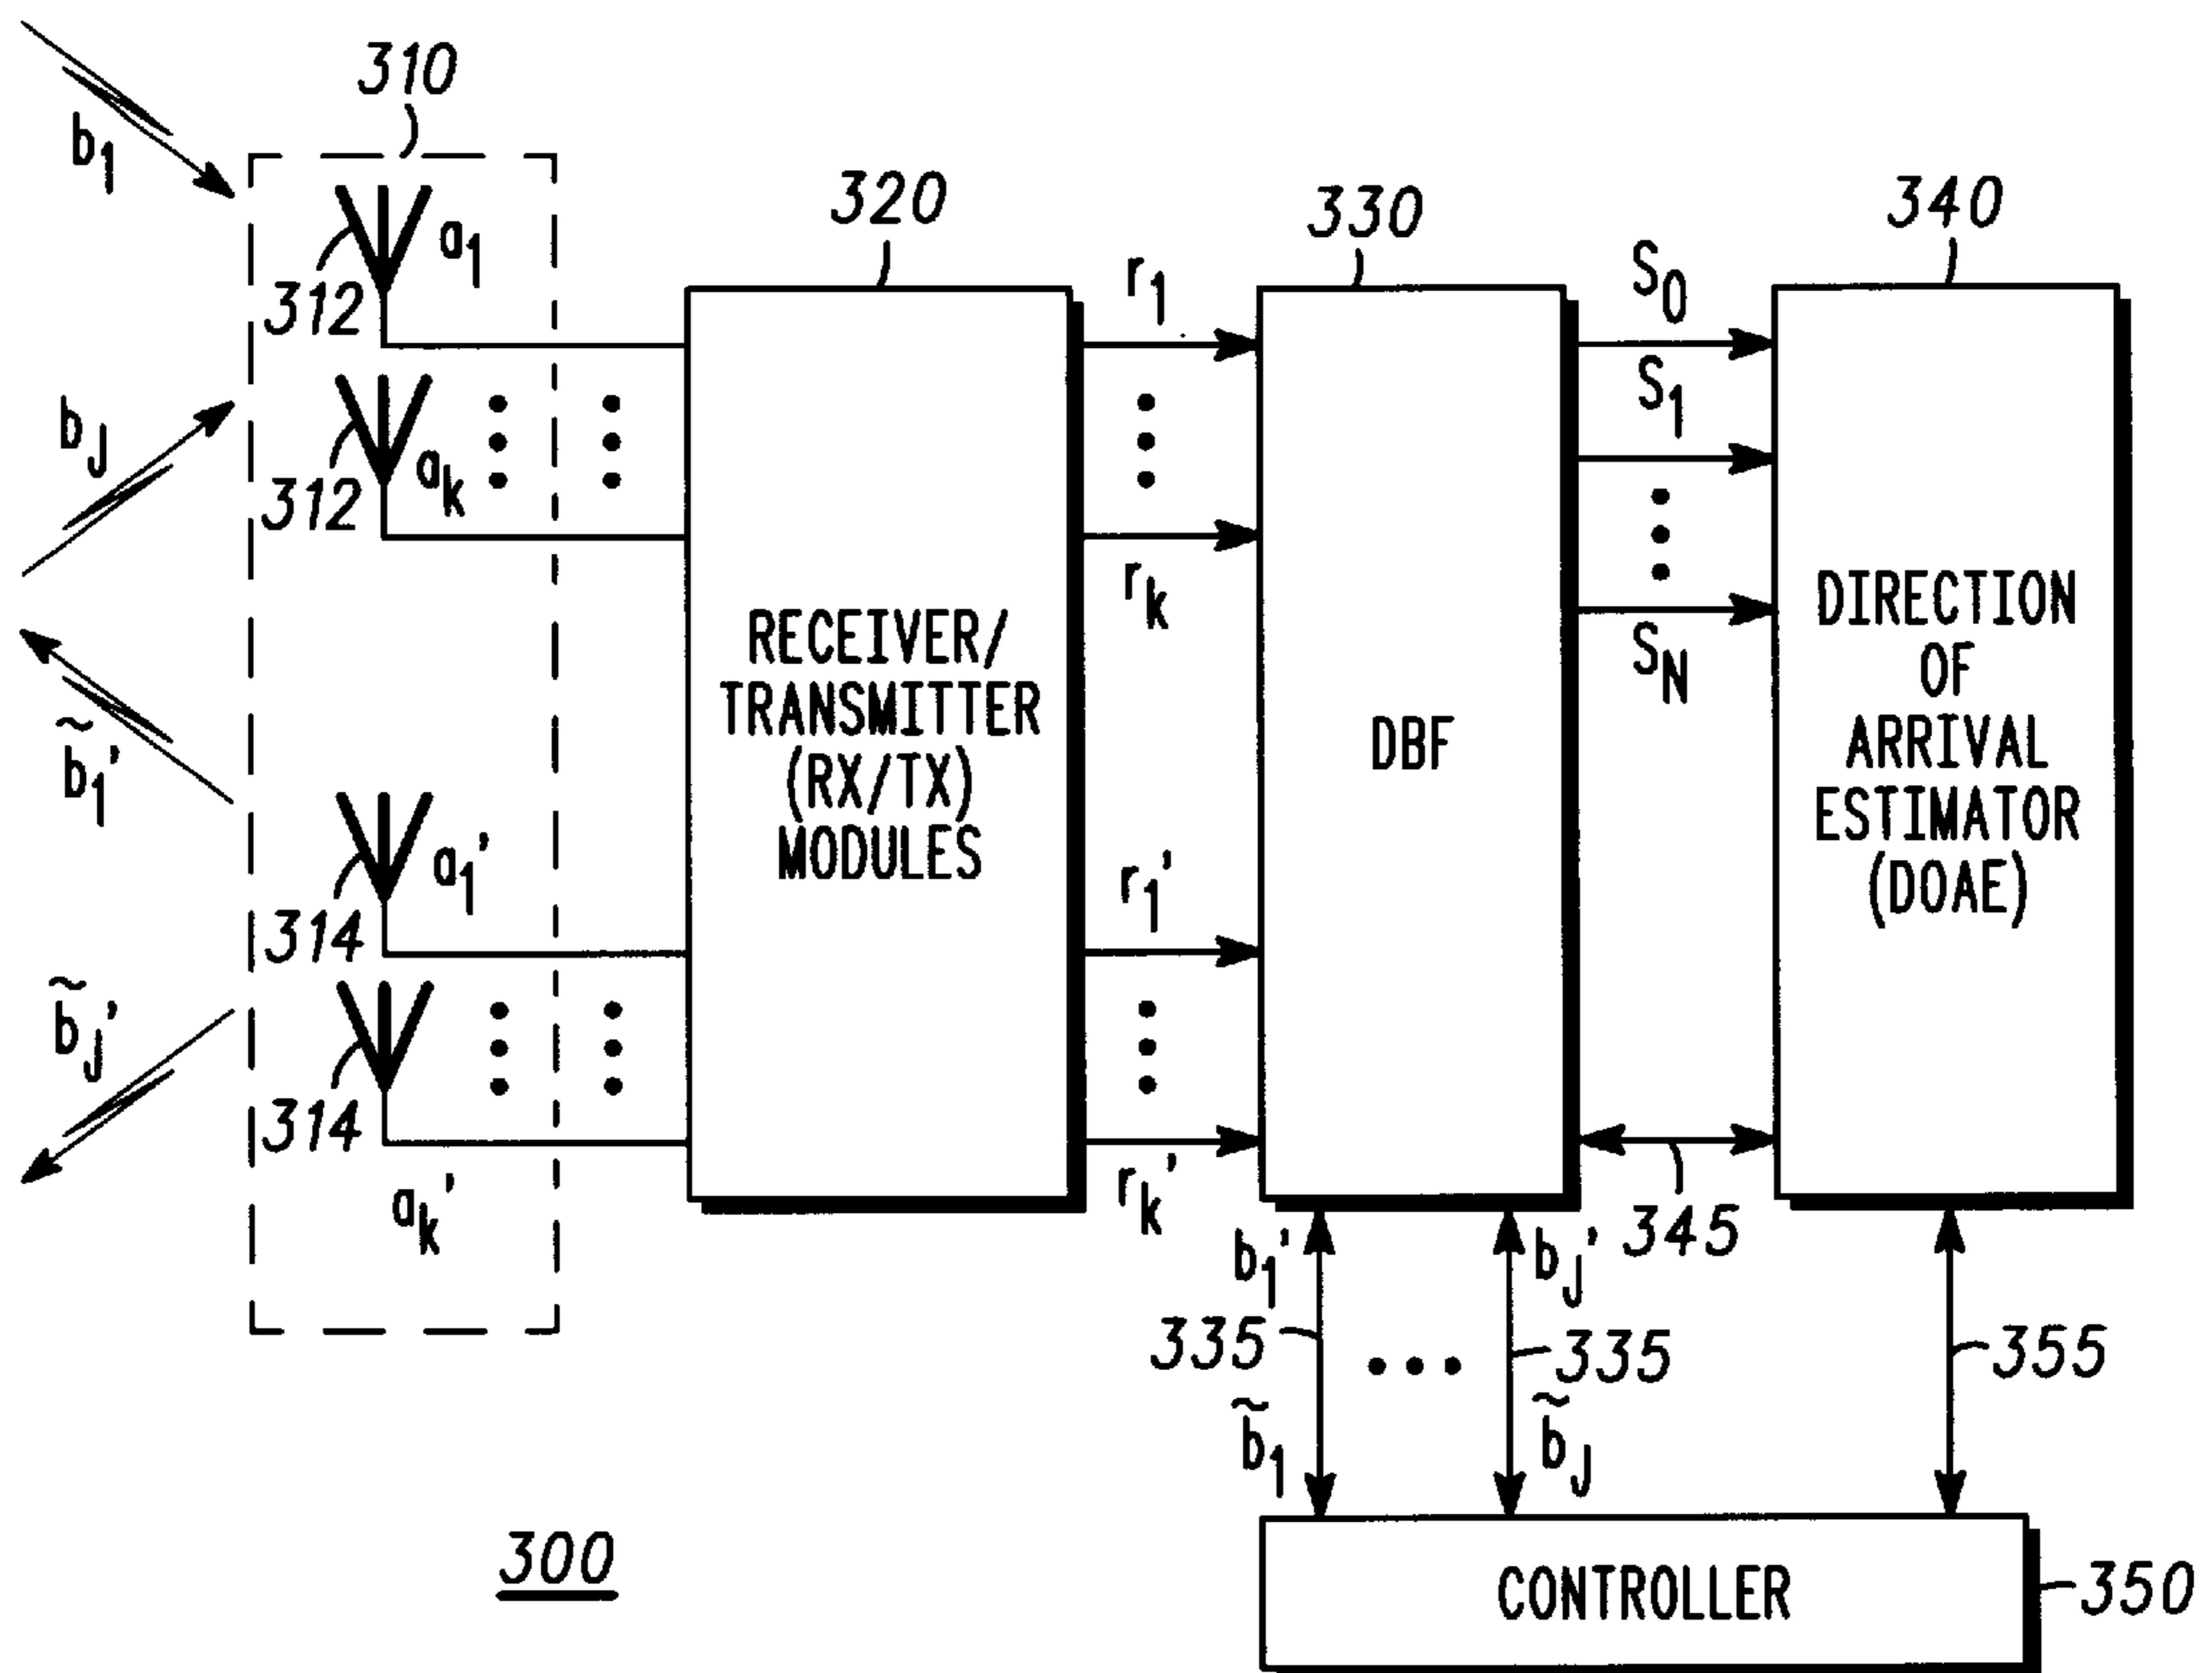 310
b1
a1
312
320
r1
330
S0
340
S1
bJ
ak
312
rk
SN
RECEIVER/
TRANSMITTER
(RX/TX)
MODULES
DBF
DIRECTION
OF
ARRIVAL
ESTIMATOR
(DOAE)
b̃1'
a1'
314
r1'
b̃J'
314
ak'
rk'
345
b1'
bJ'
335
335
355
b̃1
b̃J
300
CONTROLLER
350